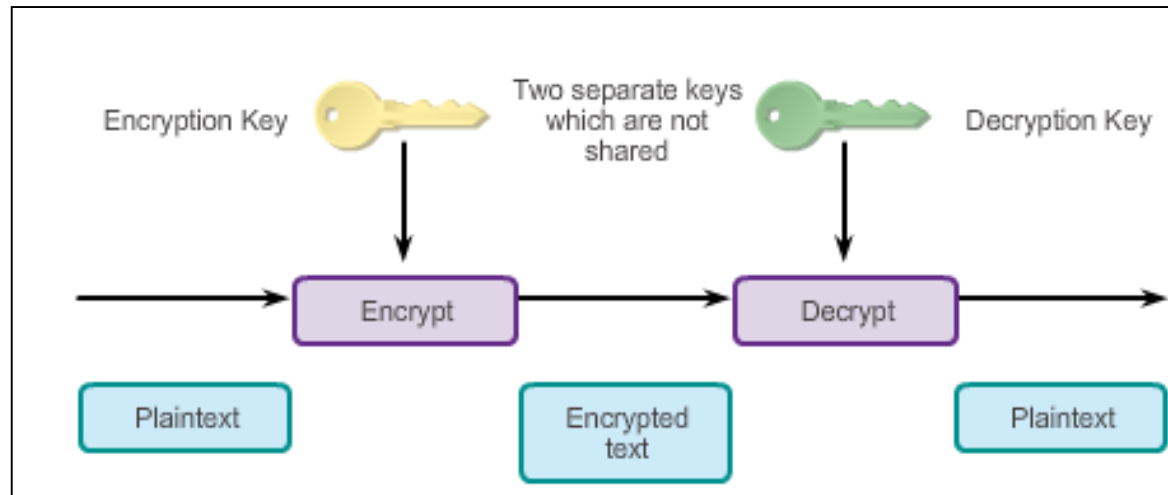 Encryption Key
Two separate keys
which are not
shared
Decryption Key
Encrypt
Decrypt
Plaintext
Encrypted
text
Plaintext